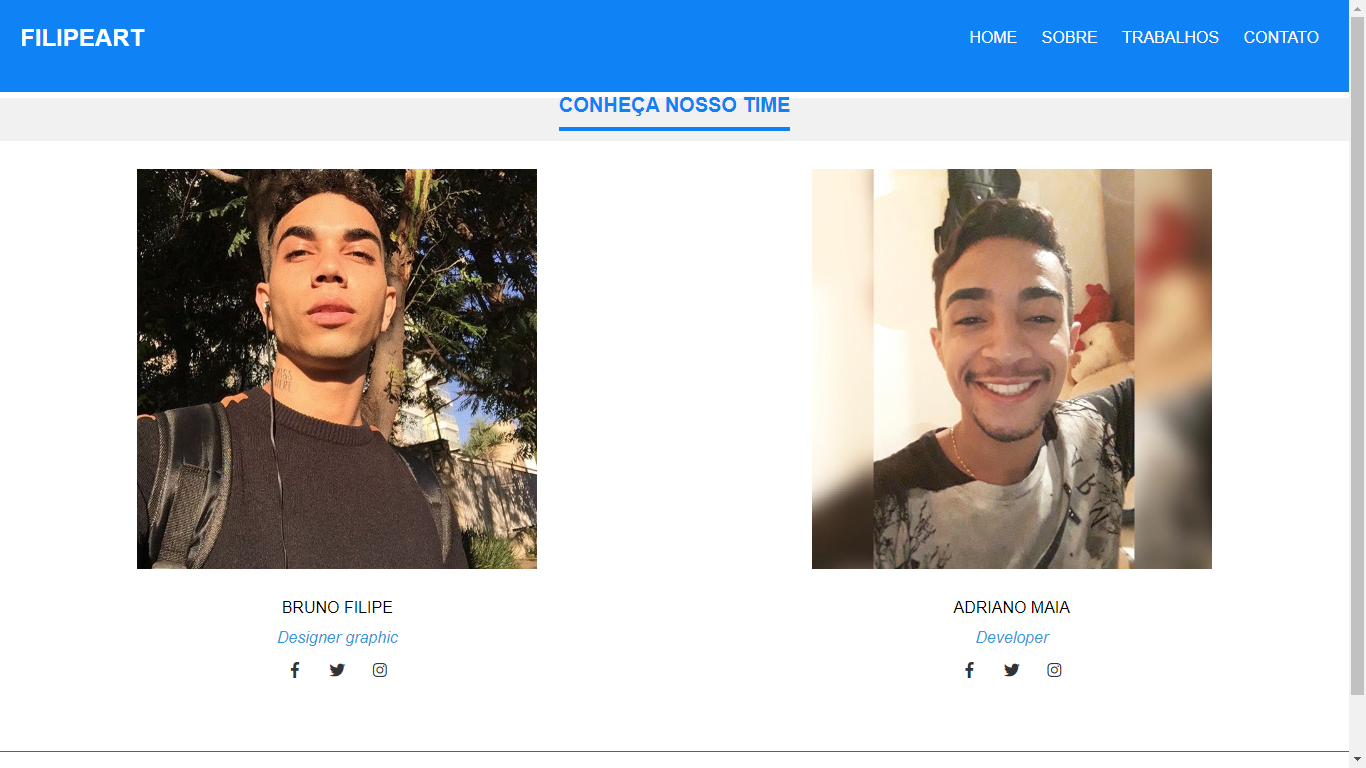 FILIPEART
HOME SOBRE TRABALHOS CONTATO
CONHEÇA NOSSO TIME
BRUNO FILIPE
Designer graphic
ADRIANO MAIA
Developer